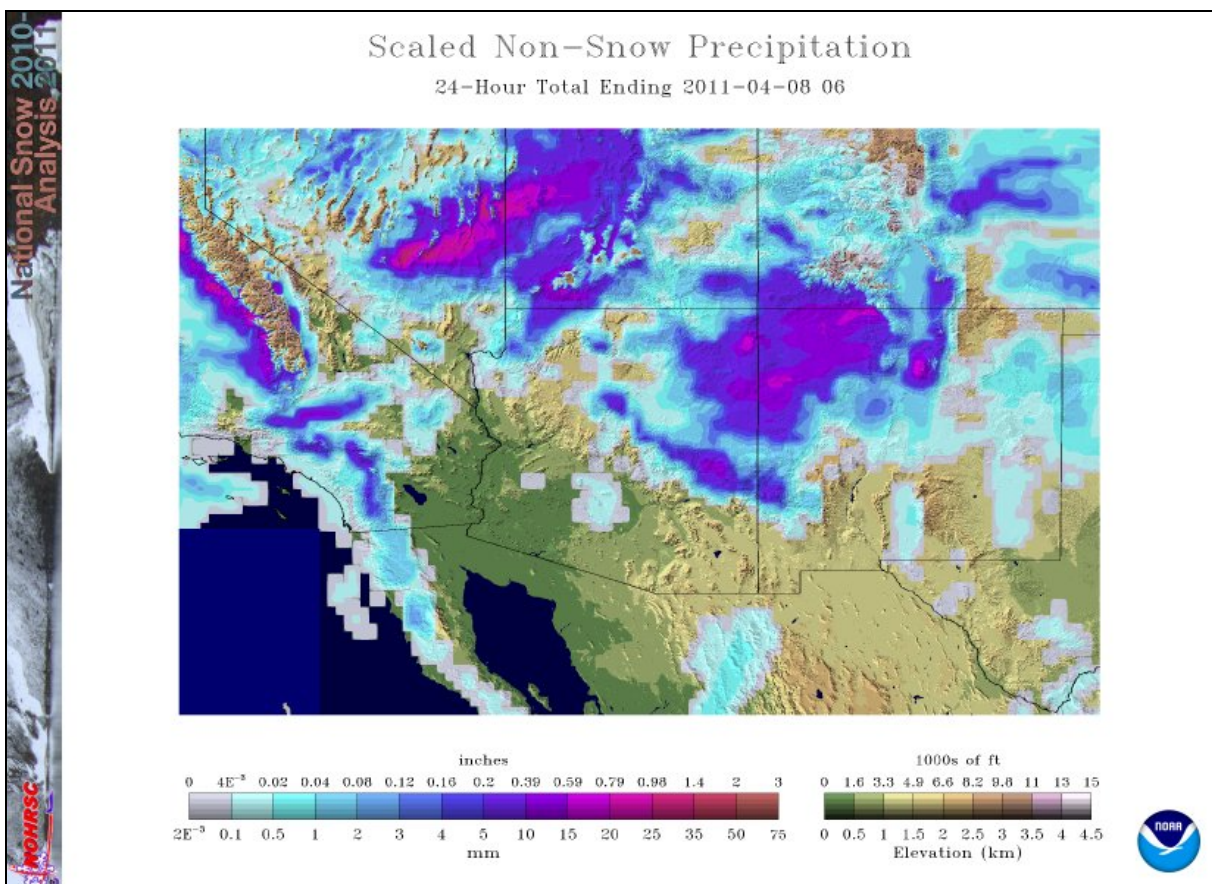 National Snow 2010-
Analysis 2011
Scaled Non-Snow Precipitation
24-Hour Total Ending 2011-04-08 06
inches
0 4E⁻³ 0.02 0.04 0.08 0.12 0.16 0.2 0.39 0.59 0.79 0.98 1.4 2 3
2E⁻³ 0.1 0.5 1 2 3 4 5 10 15 20 25 35 50 75
mm
1000s of ft
0 1.6 3.3 4.9 6.6 8.2 9.8 11 13 15
0 0.5 1 1.5 2 2.5 3 3.5 4 4.5
Elevation (km)
NOHRSC
NOAA